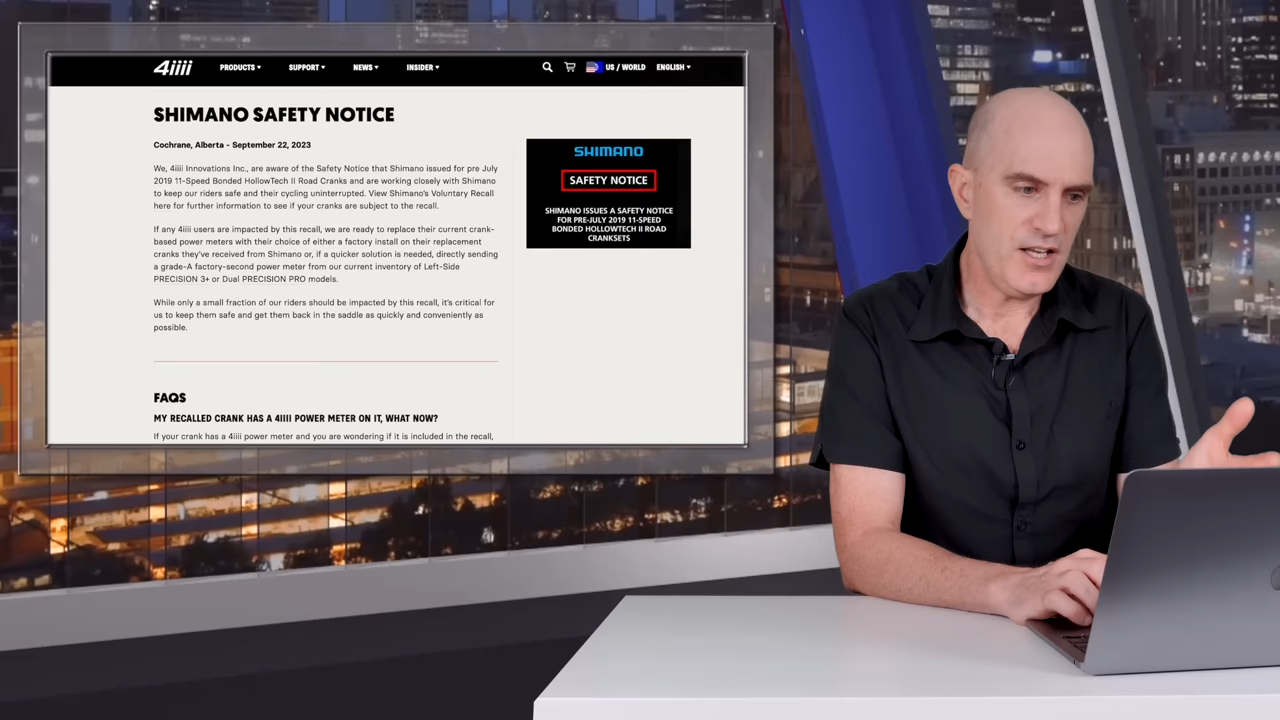 4iiii
PRODUCTS
SUPPORT
NEWS
INSIDER
US / WORLD
ENGLISH
SHIMANO SAFETY NOTICE
Cochrane, Alberta - September 22, 2023
We, 4iiii Innovations Inc., are aware of the Safety Notice that Shimano issued for pre July
2019 11-Speed Bonded HollowTech II Road Cranks and are working closely with Shimano
to keep our riders safe and their cycling uninterrupted. View Shimano's Voluntary Recall
here for further information to see if your cranks are subject to the recall.
If any 4iiii users are impacted by this recall, we are ready to replace their current crank-
based power meters with their choice of either a factory install on their replacement
cranks they've received from Shimano or, if a quicker solution is needed, directly sending
a grade-A factory-second power meter from our current inventory of Left-Side
PRECISION 3+ or Dual PRECISION PRO models.
While only a small fraction of our riders should be impacted by this recall, it's critical for
us to keep them safe and get them back in the saddle as quickly and conveniently as
possible.
FAQS
MY RECALLED CRANK HAS A 4IIII POWER METER ON IT, WHAT NOW?
If your crank has a 4iiii power meter and you are wondering if it is included in the recall,
SHIMANO
SAFETY NOTICE
SHIMANO ISSUES A SAFETY NOTICE
FOR PRE-JULY 2019 11-SPEED
BONDED HOLLOWTECH II ROAD
CRANKSETS